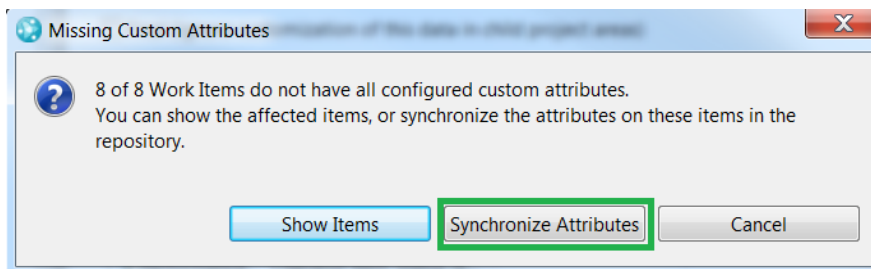 Missing Custom Attributes
8 of 8 Work Items do not have all configured custom attributes.
You can show the affected items, or synchronize the attributes on these items in the
repository.
Show Items
Synchronize Attributes
Cancel